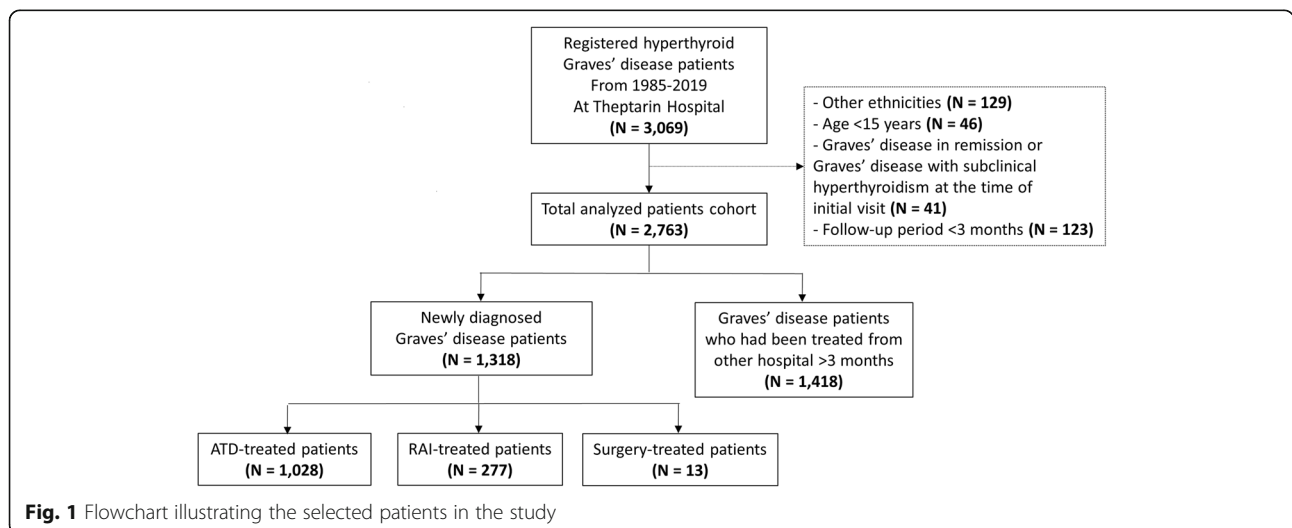 Registered hyperthyroid
Graves' disease patients
From 1985-2019
At Theptarin Hospital
(N = 3,069)
- Other ethnicities (N = 129)
- Age <15 years (N = 46)
- Graves' disease in remission or
Graves' disease with subclinical
hyperthyroidism at the time of
initial visit (N = 41)
- Follow-up period <3 months (N = 123)
Total analyzed patients cohort
(N = 2,763)
Newly diagnosed
Graves' disease patients
(N = 1,318)
Graves' disease patients
who had been treated from
other hospital >3 months
(N = 1,418)
ATD-treated patients
(N = 1,028)
RAI-treated patients
(N = 277)
Surgery-treated patients
(N = 13)
Fig. 1 Flowchart illustrating the selected patients in the study